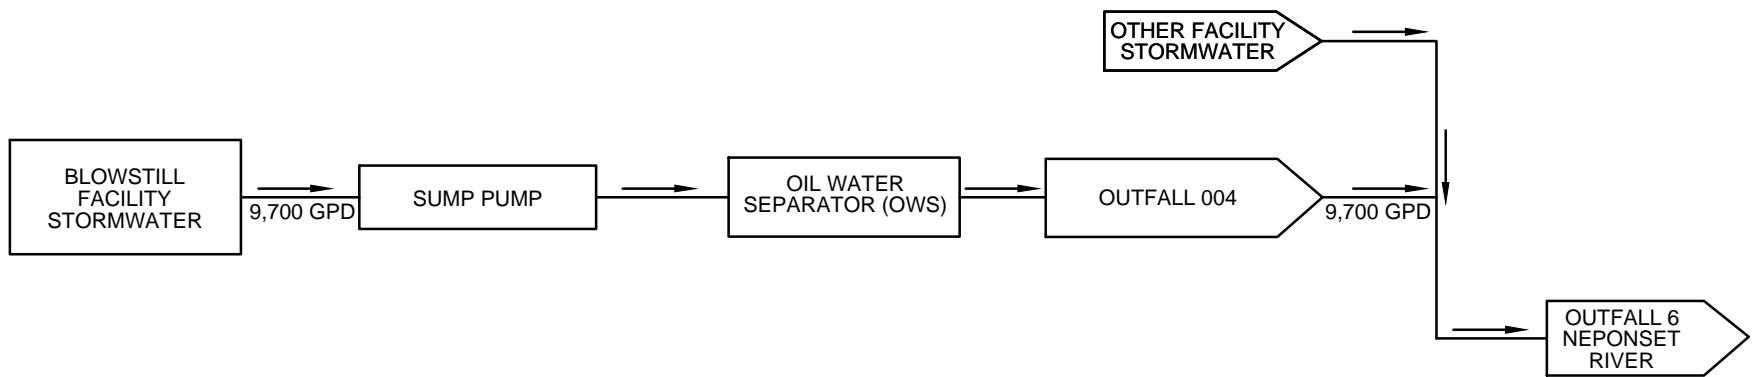 OTHER FACILITY
STORMWATER
BLOWSTILL
FACILITY
STORMWATER
9,700 GPD
SUMP PUMP
OIL WATER
SEPARATOR (OWS)
OUTFALL 004
9,700 GPD
OUTFALL 6
NEPONSET
RIVER